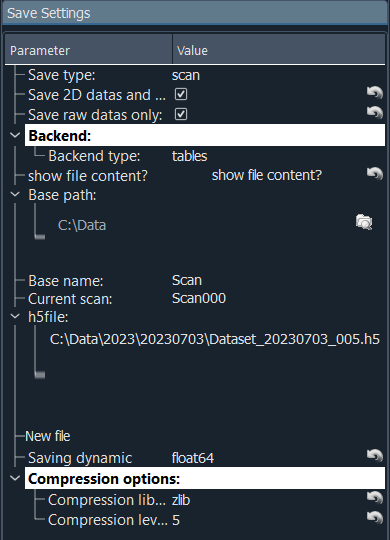 Save Settings
Parameter Value
Save type: scan
Save 2D datas and ...
Save raw datas only:
Backend:
Backend type: tables
show file content? show file content?
Base path:
C:\Data
Base name: Scan
Current scan: Scan000
h5file:
C:\Data\2023\20230703\Dataset_20230703_005.h5
New file
Saving dynamic float64
Compression options:
Compression lib... zlib
Compression lev... 5